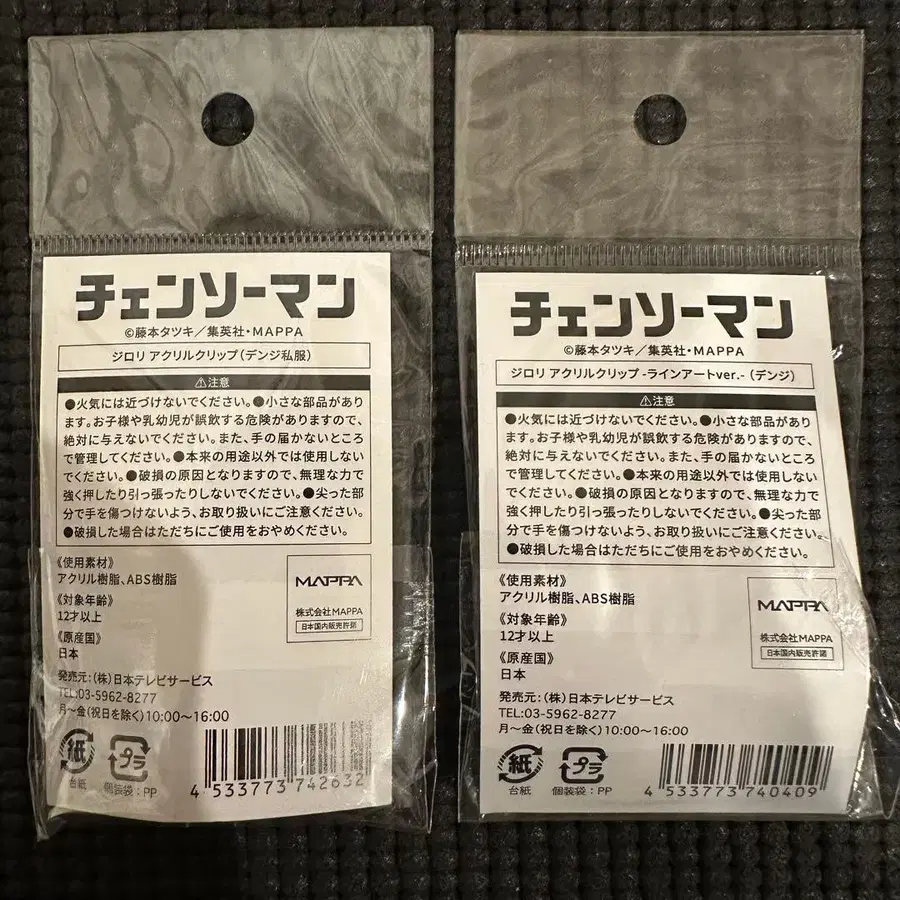 チェンソーマン
©藤本タツキ／集英社・MAPPA
ジロリ アクリルクリップ（デンジ私服）
⚠注意
●火気には近づけないでください。●小さな部品があり
ます。お子様や乳幼児が誤飲する危険がありますので、
絶対に与えないでください。また、手の届かないところ
で管理してください。●本来の用途以外では使用しない
でください。●破損の原因となりますので、無理な力で
強く押したり引っ張ったりしないでください。●尖った部
分で手を傷つけないよう、お取り扱いにご注意ください。
●破損した場合はただちにご使用をおやめください。
《使用素材》
アクリル樹脂、ABS樹脂
《対象年齢》
12才以上
《原産国》
日本
MAPPA
株式会社MAPPA
日本国内販売許諾
発売元：（株）日本テレビサービス
TEL:03-5962-8277
月〜金（祝日を除く）10:00〜16:00
紙
台紙
プラ
個装袋：PP
4 533773 742632
チェンソーマン
©藤本タツキ／集英社・MAPPA
ジロリ アクリルクリップ -ラインアートver.-（デンジ）
⚠注意
●火気には近づけないでください。●小さな部品があり
ます。お子様や乳幼児が誤飲する危険がありますので、
絶対に与えないでください。また、手の届かないところ
で管理してください。●本来の用途以外では使用しない
でください。●破損の原因となりますので、無理な力で
強く押したり引っ張ったりしないでください。●尖った部
分で手を傷つけないよう、お取り扱いにご注意ください。
●破損した場合はただちにご使用をおやめください。
《使用素材》
アクリル樹脂、ABS樹脂
《対象年齢》
12才以上
《原産国》
日本
MAPPA
株式会社MAPPA
日本国内販売許諾
発売元：（株）日本テレビサービス
TEL:03-5962-8277
月〜金（祝日を除く）10:00〜16:00
紙
台紙
プラ
個装袋：PP
4 533773 740409